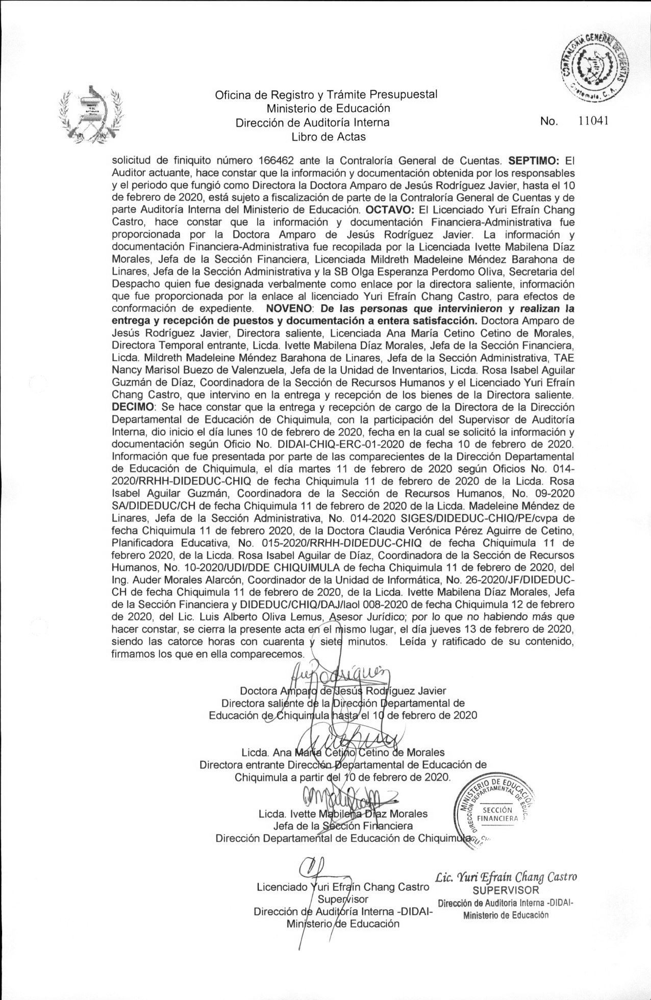 CONTRALORIA GENERAL DE CUENTAS
Guatemala, C. A.
Oficina de Registro y Trámite Presupuestal
Ministerio de Educación
Dirección de Auditoría Interna
Libro de Actas
No. 11041
solicitud de finiquito número 166462 ante la Contraloría General de Cuentas. SEPTIMO: El
Auditor actuante, hace constar que la información y documentación obtenida por los responsables
y el periodo que fungió como Directora la Doctora Amparo de Jesús Rodríguez Javier, hasta el 10
de febrero de 2020, está sujeto a fiscalización de parte de la Contraloría General de Cuentas y de
parte Auditoría Interna del Ministerio de Educación. OCTAVO: El Licenciado Yuri Efraín Chang
Castro, hace constar que la información y documentación Financiera-Administrativa fue
proporcionada por la Doctora Amparo de Jesús Rodríguez Javier. La información y
documentación Financiera-Administrativa fue recopilada por la Licenciada Ivette Mabilena Díaz
Morales, Jefa de la Sección Financiera, Licenciada Mildreth Madeleine Méndez Barahona de
Linares, Jefa de la Sección Administrativa y la SB Olga Esperanza Perdomo Oliva, Secretaria del
Despacho quien fue designada verbalmente como enlace por la directora saliente, información
que fue proporcionada por la enlace al licenciado Yuri Efraín Chang Castro, para efectos de
conformación de expediente. NOVENO: De las personas que intervinieron y realizan la
entrega y recepción de puestos y documentación a entera satisfacción. Doctora Amparo de
Jesús Rodríguez Javier, Directora saliente, Licenciada Ana María Cetino Cetino de Morales,
Directora Temporal entrante, Licda. Ivette Mabilena Díaz Morales, Jefa de la Sección Financiera,
Licda. Mildreth Madeleine Méndez Barahona de Linares, Jefa de la Sección Administrativa, TAE
Nancy Marisol Buezo de Valenzuela, Jefa de la Unidad de Inventarios, Licda. Rosa Isabel Aguilar
Guzmán de Díaz, Coordinadora de la Sección de Recursos Humanos y el Licenciado Yuri Efraín
Chang Castro, que intervino en la entrega y recepción de los bienes de la Directora saliente.
DECIMO: Se hace constar que la entrega y recepción de cargo de la Directora de la Dirección
Departamental de Educación de Chiquimula, con la participación del Supervisor de Auditoría
Interna, dio inicio el día lunes 10 de febrero de 2020, fecha en la cual se solicitó la información y
documentación según Oficio No. DIDAI-CHIQ-ERC-01-2020 de fecha 10 de febrero de 2020.
Información que fue presentada por parte de las comparecientes de la Dirección Departamental
de Educación de Chiquimula, el día martes 11 de febrero de 2020 según Oficios No. 014-
2020/RRHH-DIDEDUC-CHIQ de fecha Chiquimula 11 de febrero de 2020 de la Licda. Rosa
Isabel Aguilar Guzmán, Coordinadora de la Sección de Recursos Humanos, No. 09-2020
SA/DIDEDUC/CH de fecha Chiquimula 11 de febrero de 2020 de la Licda. Madeleine Méndez de
Linares, Jefa de la Sección Administrativa, No. 014-2020 SIGES/DIDEDUC-CHIQ/PE/cvpa de
fecha Chiquimula 11 de febrero 2020, de la Doctora Claudia Verónica Pérez Aguirre de Cetino,
Planificadora Educativa, No. 015-2020/RRHH-DIDEDUC-CHIQ de fecha Chiquimula 11 de
febrero 2020, de la Licda. Rosa Isabel Aguilar de Díaz, Coordinadora de la Sección de Recursos
Humanos, No. 10-2020/UDI/DDE CHIQUIMULA de fecha Chiquimula 11 de febrero de 2020, del
Ing. Auder Morales Alarcón, Coordinador de la Unidad de Informática, No. 26-2020/JF/DIDEDUC-
CH de fecha Chiquimula 11 de febrero de 2020, de la Licda. Ivette Mabilena Díaz Morales, Jefa
de la Sección Financiera y DIDEDUC/CHIQ/DAJ/laol 008-2020 de fecha Chiquimula 12 de febrero
de 2020, del Lic. Luis Alberto Oliva Lemus, Asesor Jurídico; por lo que no habiendo más que
hacer constar, se cierra la presente acta en el mismo lugar, el día jueves 13 de febrero de 2020,
siendo las catorce horas con cuarenta y siete minutos. Leída y ratificado de su contenido,
firmamos los que en ella comparecemos.
Doctora Amparo de Jesús Rodríguez Javier
Directora saliente de la Dirección Departamental de
Educación de Chiquimula hasta el 10 de febrero de 2020
Licda. Ana María Cetino Cetino de Morales
Directora entrante Dirección Departamental de Educación de
Chiquimula a partir del 10 de febrero de 2020.
Licda. Ivette Mabilena Díaz Morales
Jefa de la Sección Financiera
Dirección Departamental de Educación de Chiquimula
MINISTERIO DE EDUCACIÓN
DIRECCIÓN DEPARTAMENTAL DE EDUC
SECCIÓN
FINANCIERA
Licenciado Yuri Efraín Chang Castro
Supervisor
Dirección de Auditoría Interna -DIDAI-
Ministerio de Educación
Lic. Yuri Efraín Chang Castro
SUPERVISOR
Dirección de Auditoria Interna -DIDAI-
Ministerio de Educación